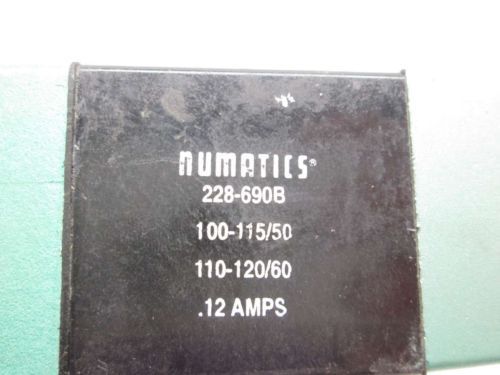 numatics®
228-690B
100-115/50
110-120/60
.12 AMPS